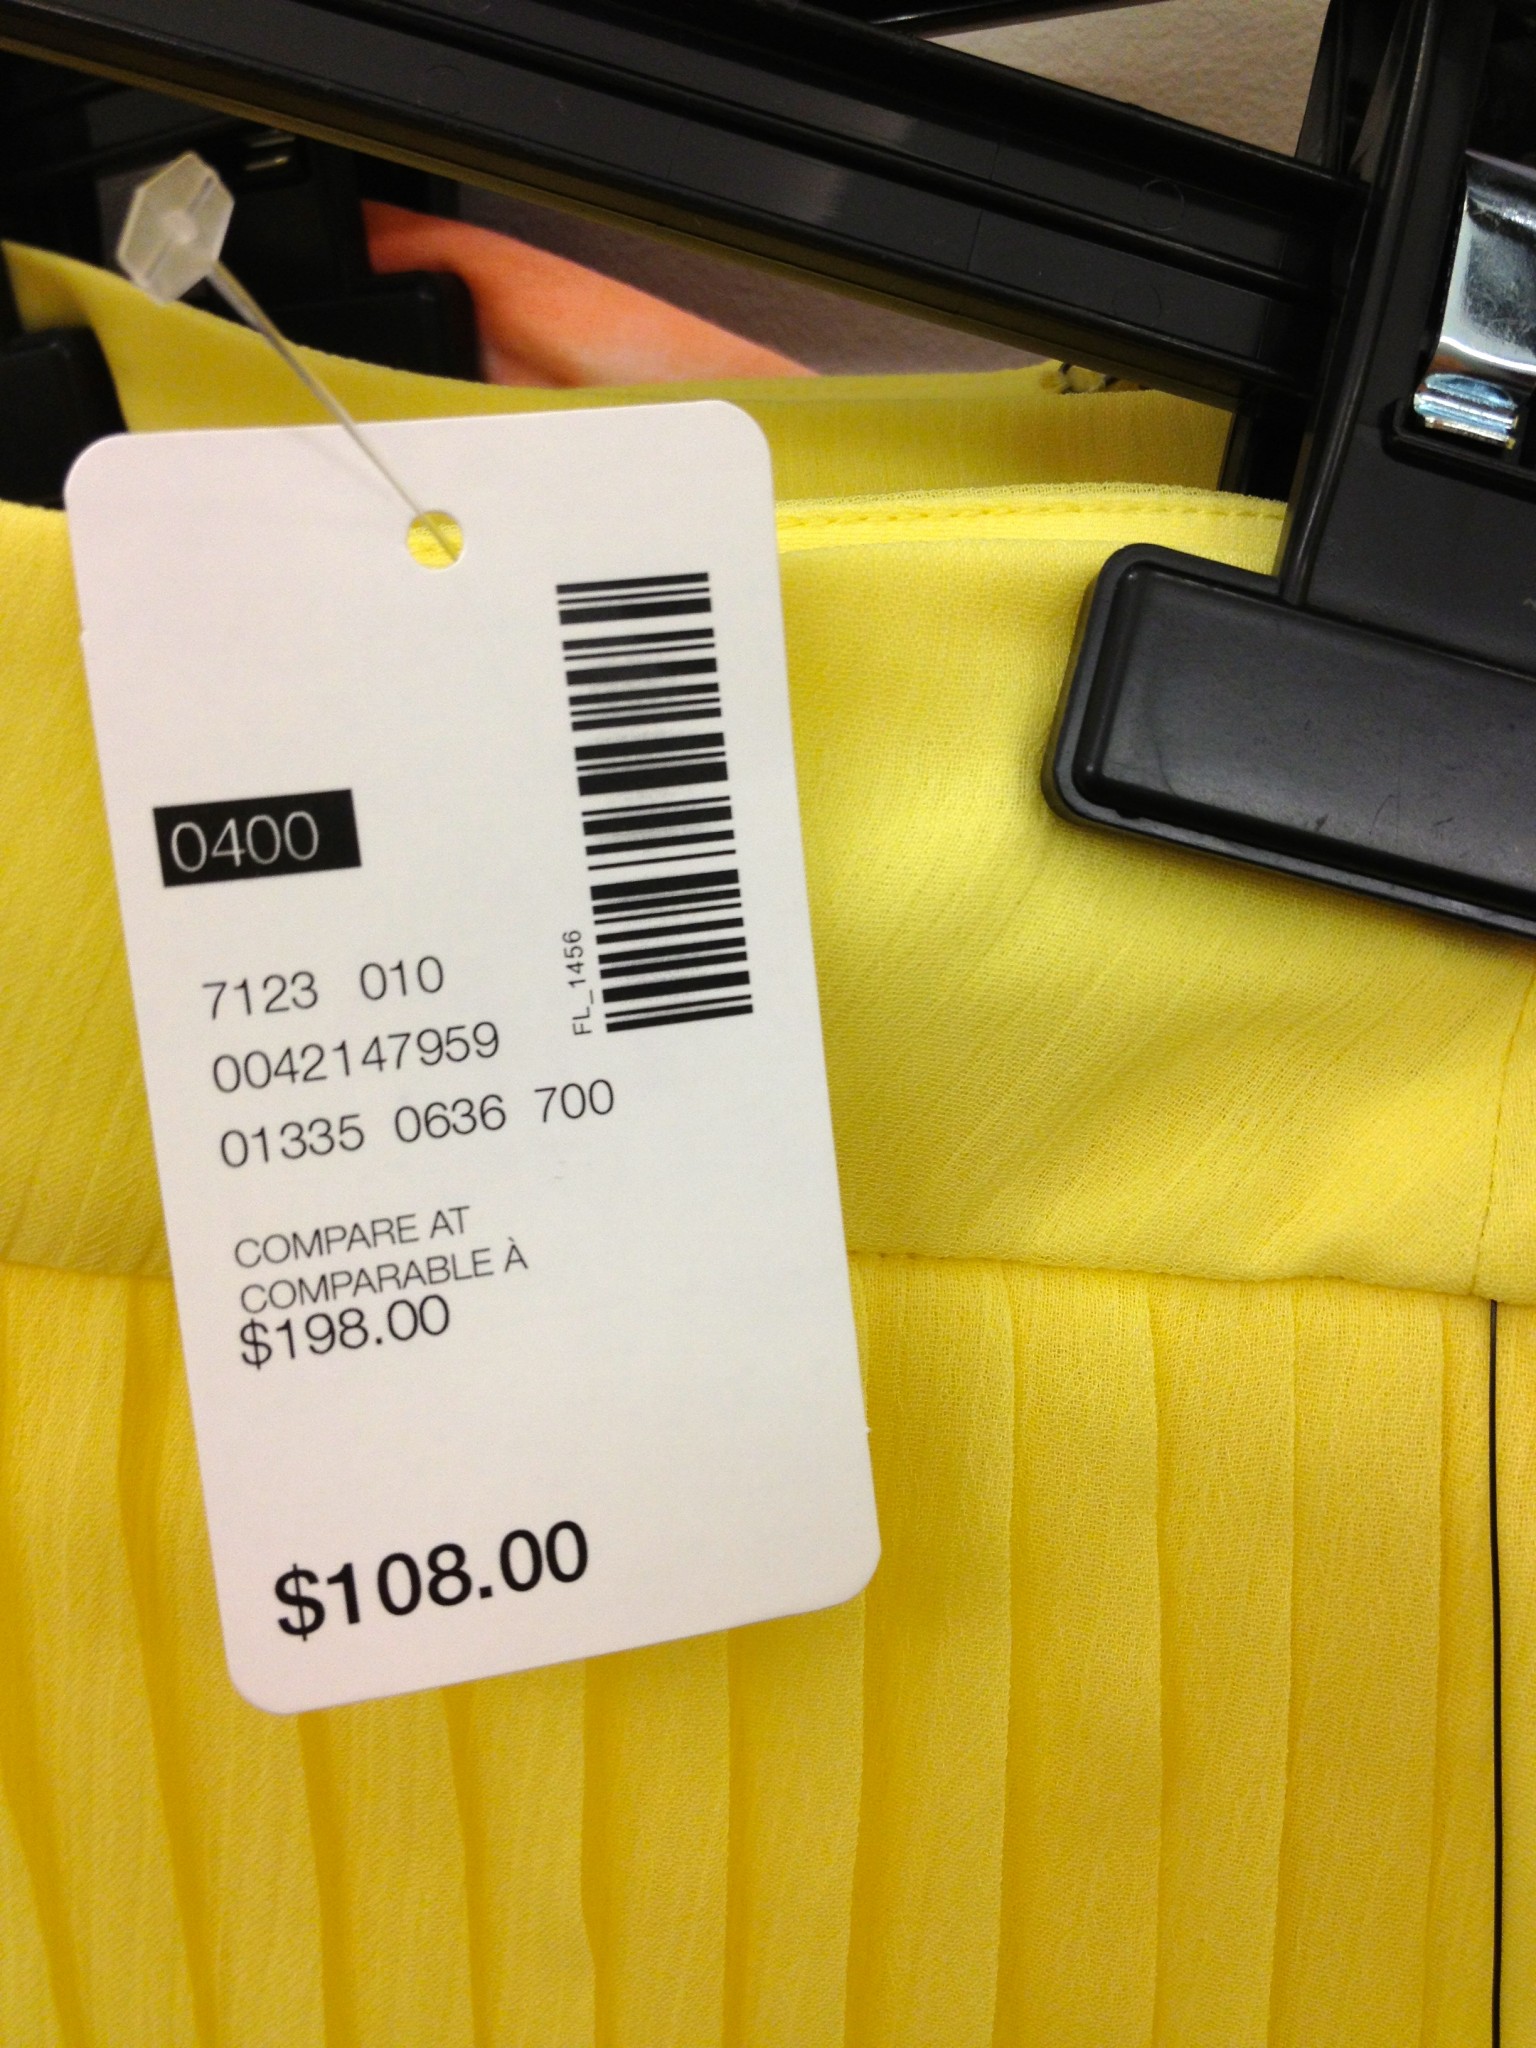 0400
FL_1456
7123 010
0042147959
01335 0636 700
COMPARE AT
COMPARABLE À
$198.00
$108.00